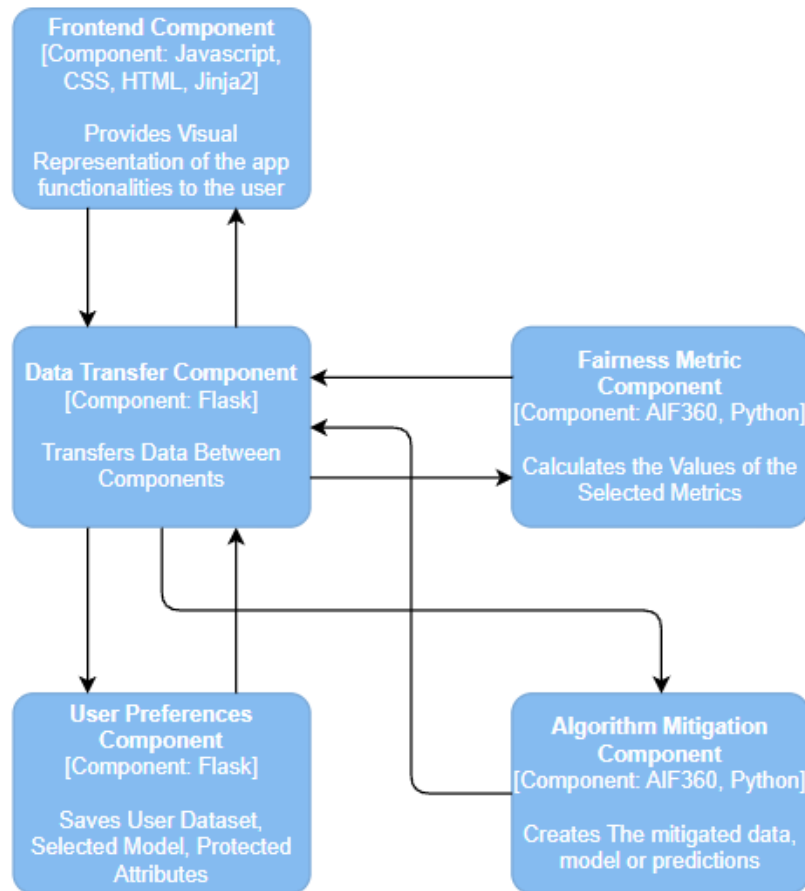 Frontend Component
[Component: Javascript,
CSS, HTML, Jinja2]
Provides Visual
Representation of the app
functionalities to the user
Data Transfer Component
[Component: Flask]
Transfers Data Between
Components
Fairness Metric
Component
[Component: AIF360, Python]
Calculates the Values of the
Selected Metrics
User Preferences
Component
[Component: Flask]
Saves User Dataset,
Selected Model, Protected
Attributes
Algorithm Mitigation
Component
[Component: AIF360, Python]
Creates The mitigated data,
model or predictions